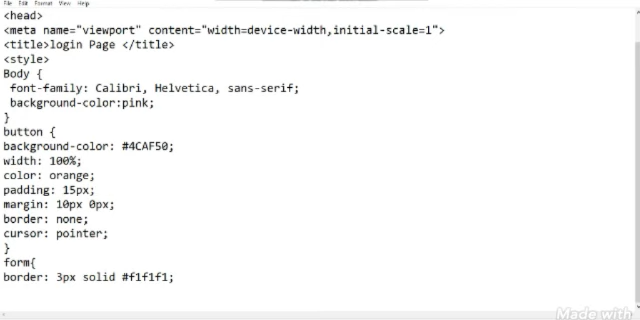 File Edit Format View Help
<head>
<meta name="viewport" content="width=device-width,initial-scale=1">
<title>login Page </title>
<style>
Body {
 font-family: Calibri, Helvetica, sans-serif;
 background-color:pink;
}
button {
background-color: #4CAF50;
width: 100%;
color: orange;
padding: 15px;
margin: 10px 0px;
border: none;
cursor: pointer;
}
form{
border: 3px solid #f1f1f1;
Made with